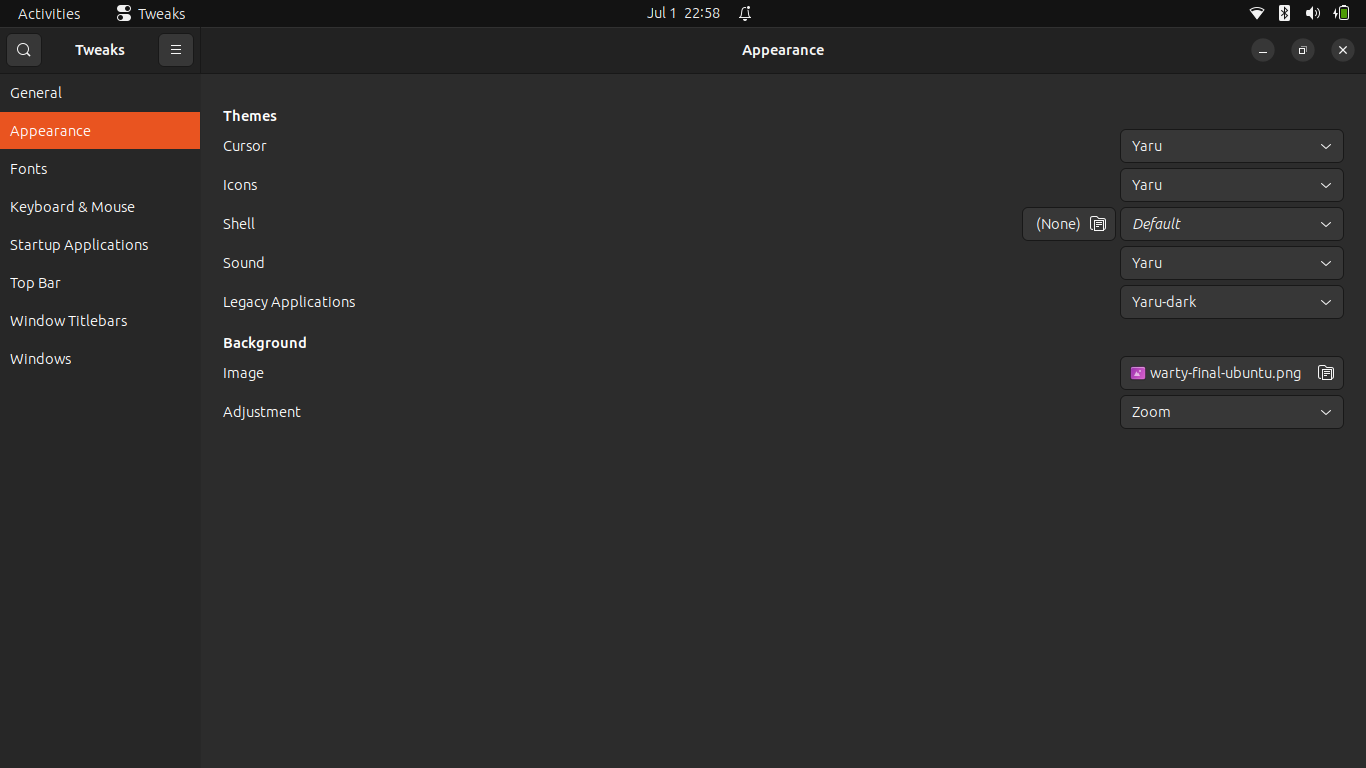 Activities Tweaks Jul 1 22:58
Tweaks Appearance
General
Appearance
Fonts
Keyboard & Mouse
Startup Applications
Top Bar
Window Titlebars
Windows
Themes
Cursor Yaru
Icons Yaru
Shell (None) Default
Sound Yaru
Legacy Applications Yaru-dark
Background
Image warty-final-ubuntu.png
Adjustment Zoom